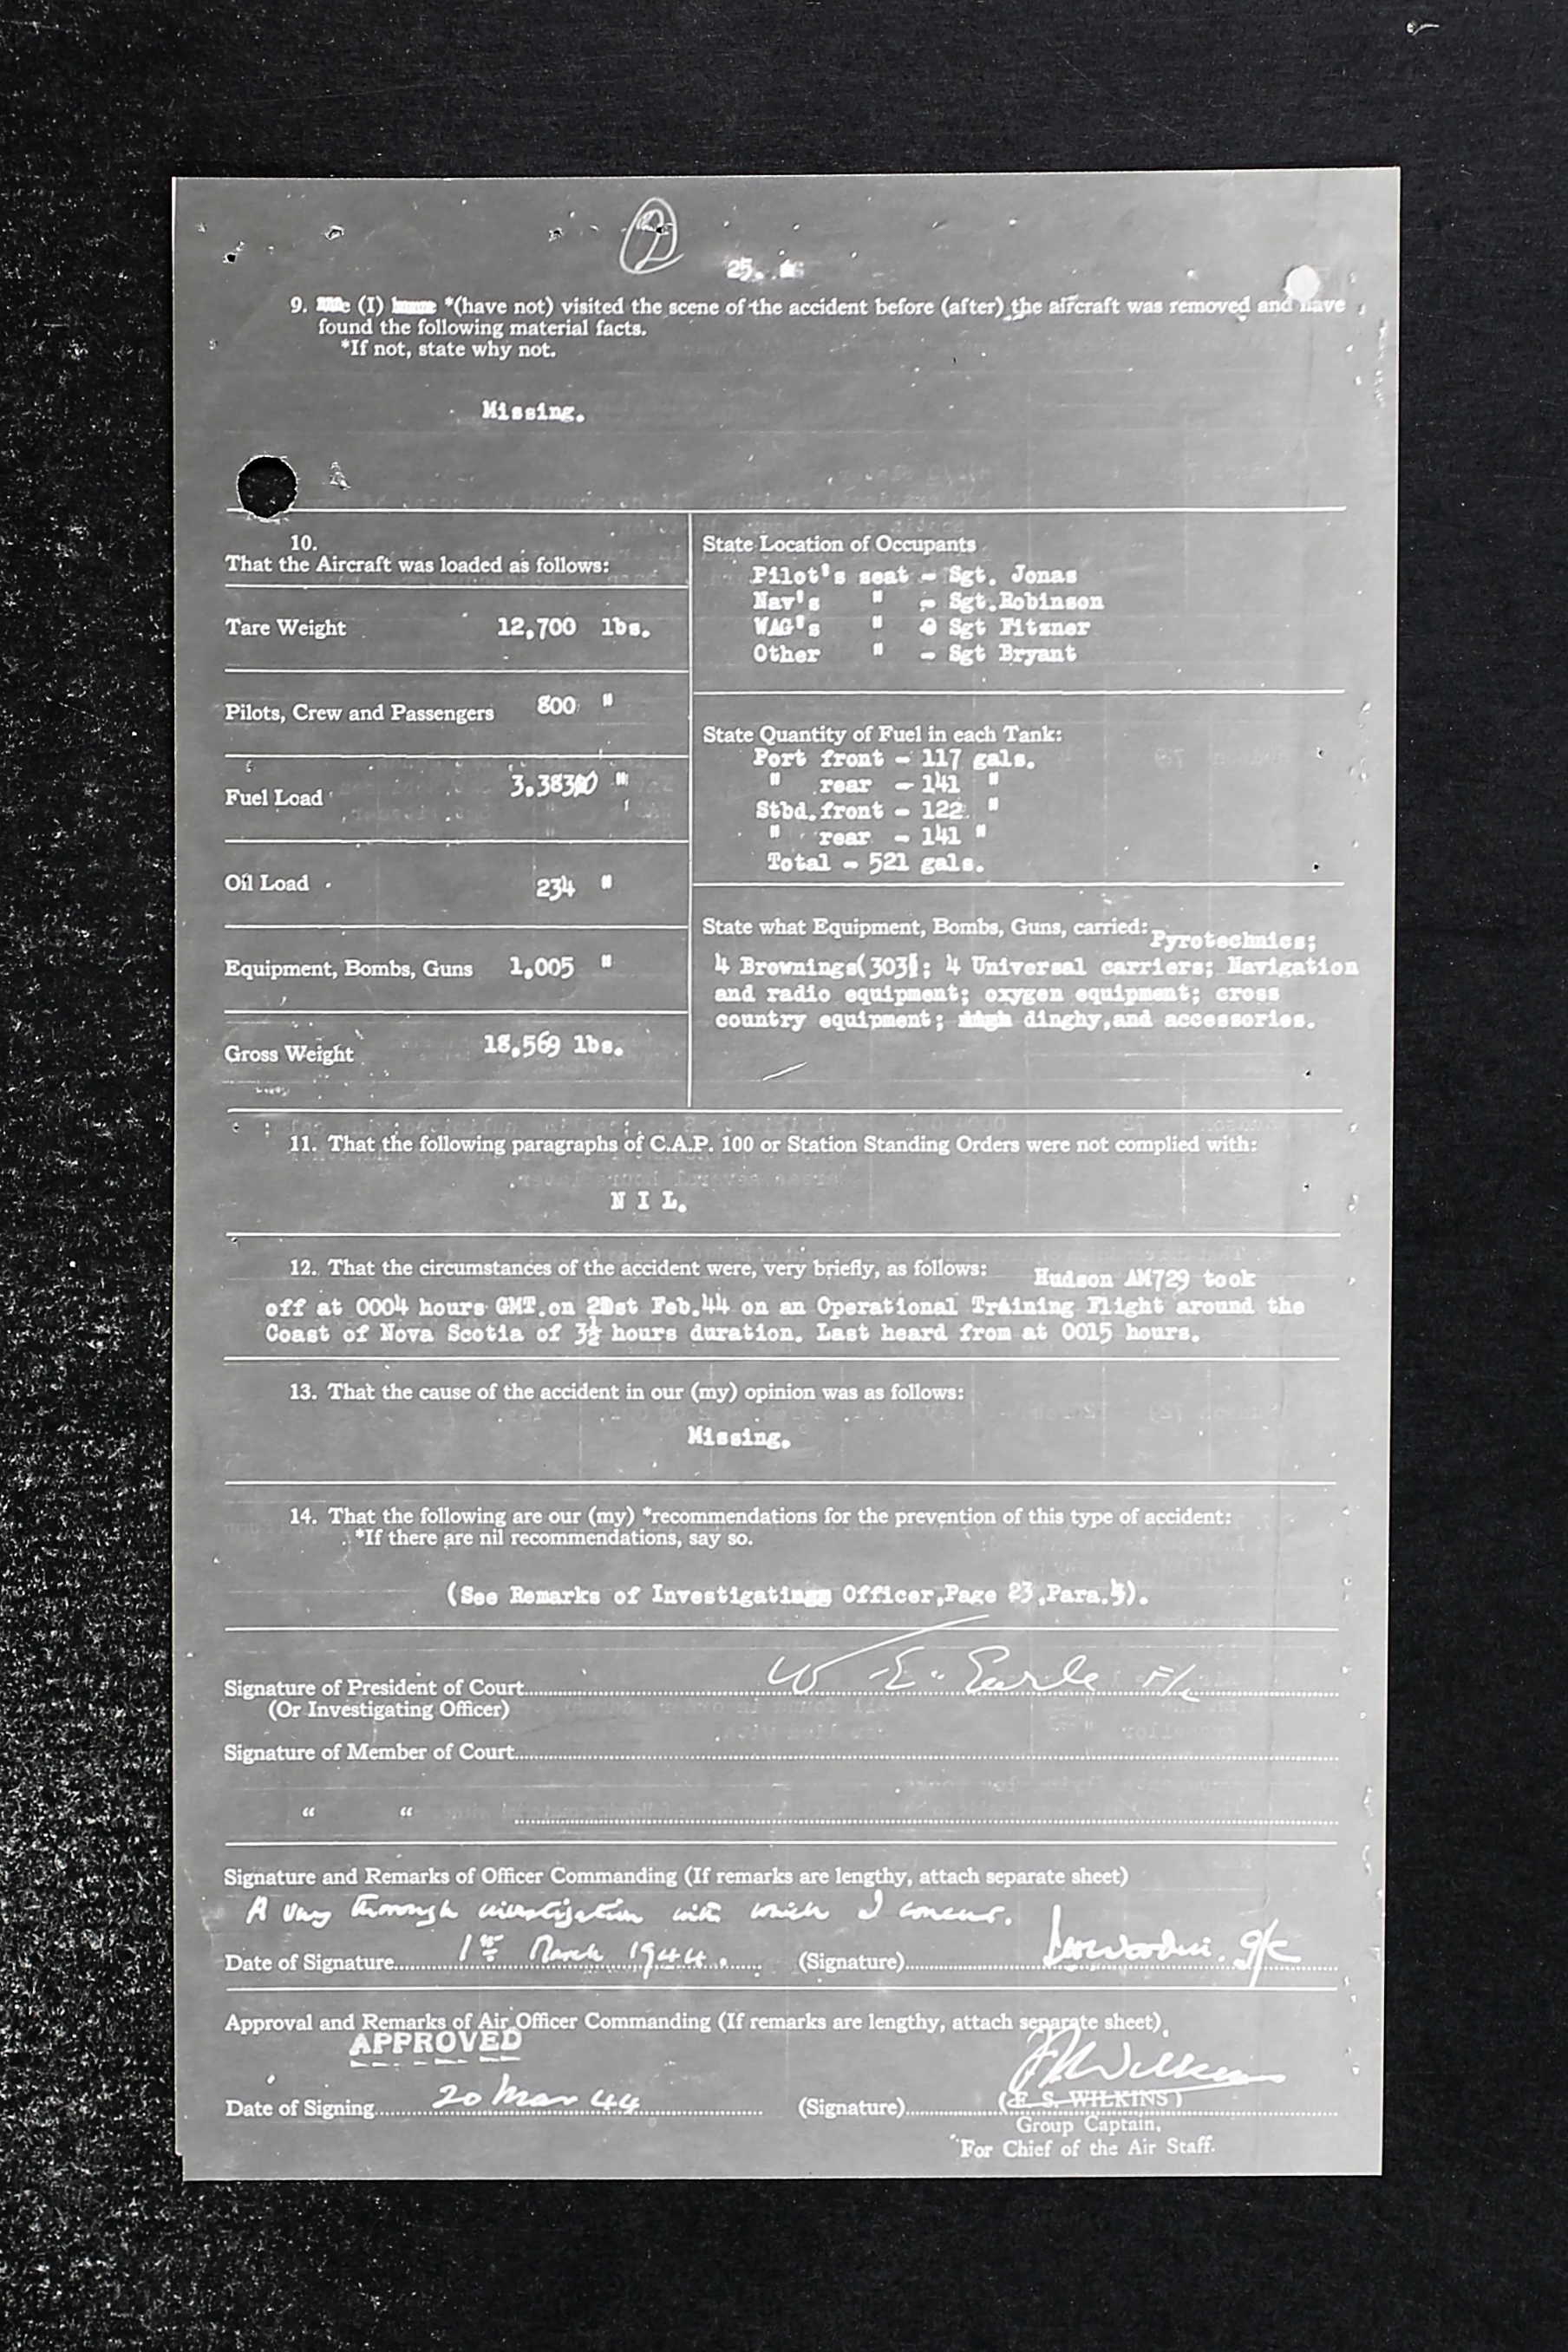 2
25.
9. (I) *(have not) visited the scene of the accident before (after) the aircraft was removed and have
found the following material facts.
*If not, state why not.
Missing.
10.
That the Aircraft was loaded as follows:
Tare Weight 12,700 lbs.
Pilots, Crew and Passengers 800 "
Fuel Load 3,830 "
Oil Load 234 "
Equipment, Bombs, Guns 1,005 "
Gross Weight 18,569 lbs.
State Location of Occupants
Pilot's seat - Sgt. Jonas
Nav's " - Sgt.Robinson
WAG's " Sgt Fitzner
Other " - Sgt Bryant
State Quantity of Fuel in each Tank:
Port front - 117 gals.
" rear - 141 "
Stbd.front - 122 "
" rear - 141 "
Total - 521 gals.
State what Equipment, Bombs, Guns, carried: Pyrotechnics;
4 Brownings(303); 4 Universal carriers; Navigation
and radio equipment; oxygen equipment; cross
country equipment; dinghy,and accessories.
11. That the following paragraphs of C.A.P. 100 or Station Standing Orders were not complied with:
N I L.
12. That the circumstances of the accident were, very briefly, as follows: Hudson AM729 took
off at 0004 hours GMT.on 21st Feb.44 on an Operational Training Flight around the
Coast of Nova Scotia of 3½ hours duration. Last heard from at 0015 hours.
13. That the cause of the accident in our (my) opinion was as follows:
Missing.
14. That the following are our (my) *recommendations for the prevention of this type of accident:
*If there are nil recommendations, say so.
(See Remarks of Investigating Officer,Page 23,Para.4).
Signature of President of Court W E. Earle F/L
(Or Investigating Officer)
Signature of Member of Court
" "
Signature and Remarks of Officer Commanding (If remarks are lengthy, attach separate sheet)
A very thorough investigation with which I concur.
Date of Signature 1st March 1944. (Signature) G/C
Approval and Remarks of Air Officer Commanding (If remarks are lengthy, attach separate sheet)
APPROVED
Date of Signing 20 Mar 44 (Signature) (F. S. WILKINS)
Group Captain,
For Chief of the Air Staff.